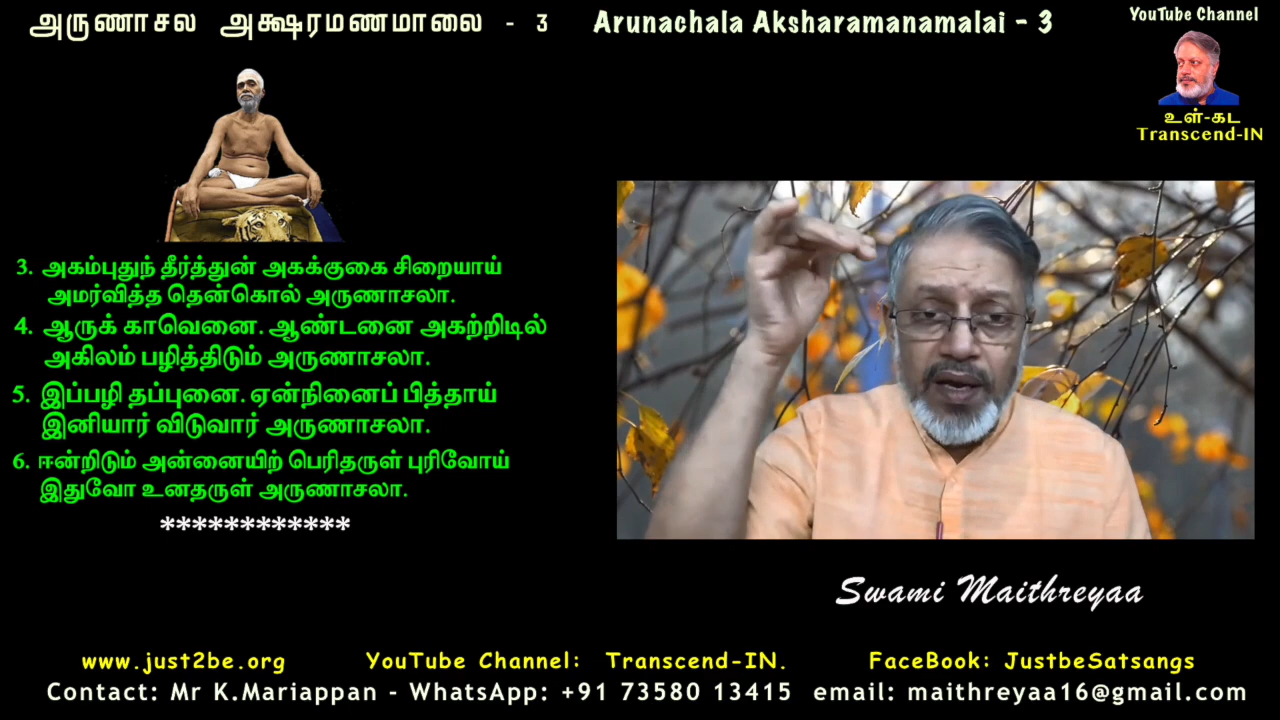 அருணாசல அக்ஷரமணமாலை - 3
Arunachala Aksharamanamalai - 3
YouTube Channel
உள்-கட
Transcend-IN
3. அகம்புதுந் தீர்த்துன் அகக்குகை சிறையாய்
அமர்வித்த தென்கொல் அருணாசலா.
4. ஆருக் காவெனை. ஆண்டனை அகற்றிடில்
அகிலம் பழித்திடும் அருணாசலா.
5. இப்பழி தப்புனை. ஏன்நினைப் பித்தாய்
இனியார் விடுவார் அருணாசலா.
6. ஈன்றிடும் அன்னையிற் பெரிதருள் புரிவோய்
இதுவோ உனதருள் அருணாசலா.
************
Swami Maithreyaa
www.just2be.org YouTube Channel: Transcend-IN. FaceBook: JustbeSatsangs
Contact: Mr K.Mariappan - WhatsApp: +91 73580 13415 email: maithreyaa16@gmail.com